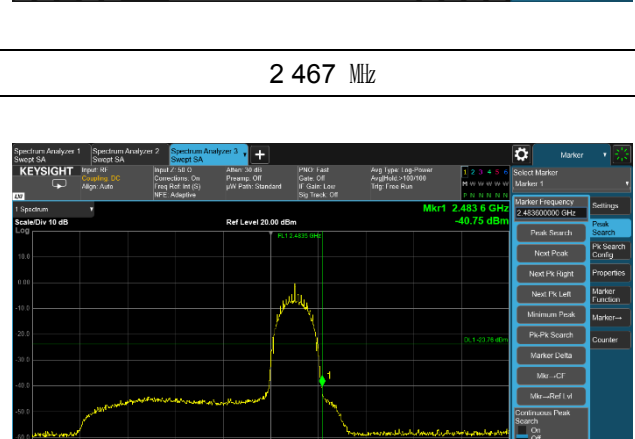 2 467 ㎒
Spectrum Analyzer 1
Swept SA
Spectrum Analyzer 2
Swept SA
Spectrum Analyzer 3
Swept SA
+
Marker
KEYSIGHT
Input: RF
Coupling: DC
Align: Auto
Input Z: 50 Ω
Corrections: On
Freq Ref: Int (S)
NFE: Adaptive
Atten: 30 dB
Preamp: Off
µW Path: Standard
PNO: Fast
Gate: Off
IF Gain: Low
Sig Track: Off
Avg Type: Log-Power
Avg|Hold:>100/100
Trig: Free Run
1 2 3 4 5 6
M W W W W W
P N N N N N
Select Marker
Marker 1
1 Spectrum
Scale/Div 10 dB
Log
Ref Level 20.00 dBm
Mkr1 2.483 6 GHz
-40.75 dBm
10.0
0.00
-10.0
-20.0
-30.0
-40.0
-50.0
1
Marker Frequency
2.483600000 GHz
Peak Search
Next Peak
Next Pk Right
Next Pk Left
Minimum Peak
Pk-Pk Search
Marker Delta
Mkr→CF
Mkr→Ref Lvl
Continuous Peak
Search
On
Off
Settings
Peak
Search
Pk Search
Config
Properties
Marker
Function
Marker→
Counter